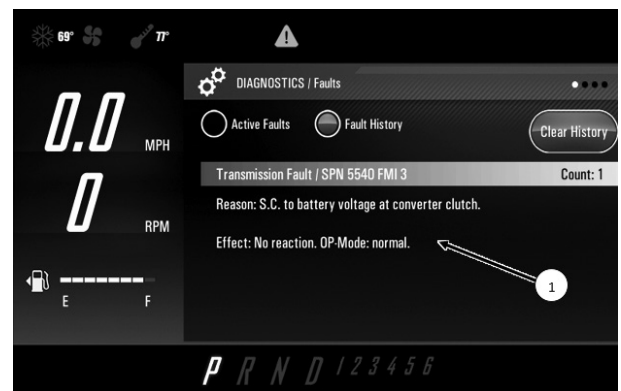 69° 77°
DIAGNOSTICS / Faults
Active Faults Fault History Clear History
0.0 MPH
Transmission Fault / SPN 5540 FMI 3 Count: 1
Reason: S.C. to battery voltage at converter clutch.
0 RPM
Effect: No reaction. OP-Mode: normal.
1
E F
P R N D 1 2 3 4 5 6